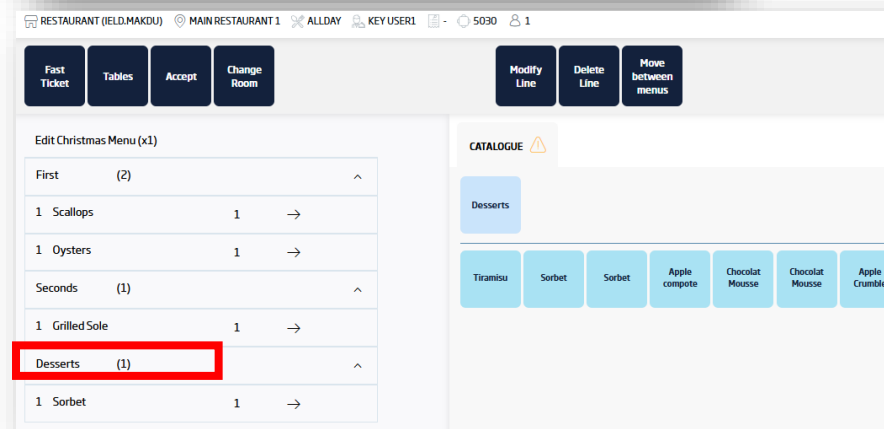 RESTAURANT (IELD.MAKDU) MAIN RESTAURANT 1 ALLDAY KEY USER1 - 5030 1
Fast Ticket
Tables
Accept
Change Room
Modify Line
Delete Line
Move between menus
Edit Christmas Menu (x1)
First (2)
1 Scallops 1
1 Oysters 1
Seconds (1)
1 Grilled Sole 1
Desserts (1)
1 Sorbet 1
CATALOGUE
Desserts
Tiramisu
Sorbet
Sorbet
Apple compote
Chocolat Mousse
Chocolat Mousse
Apple Crumble